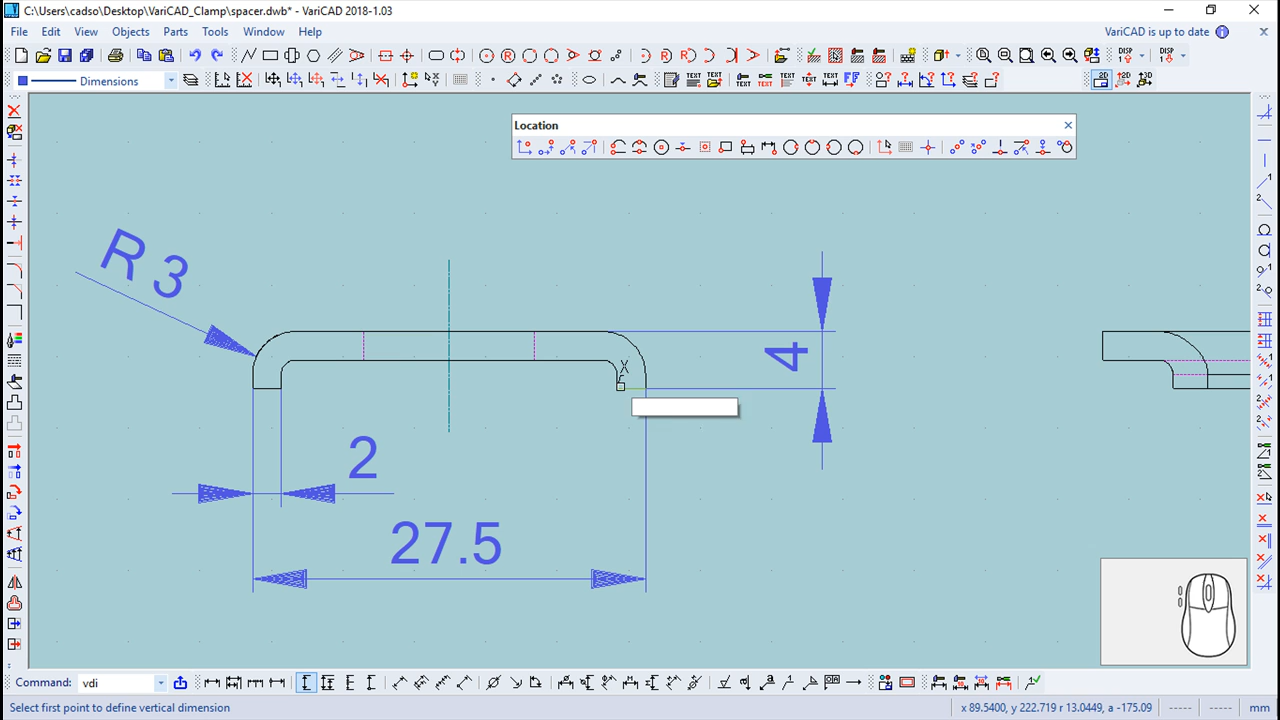 C:\Users\cadso\Desktop\VariCAD_Clamp\spacer.dwb* - VariCAD 2018-1.03
File Edit View Objects Parts Tools Window Help
VariCAD is up to date
Dimensions
Location
R 3
4
2
27.5
Command: vdi
Select first point to define vertical dimension
x 89.5400, y 222.719 r 13.0449, a -175.09
mm